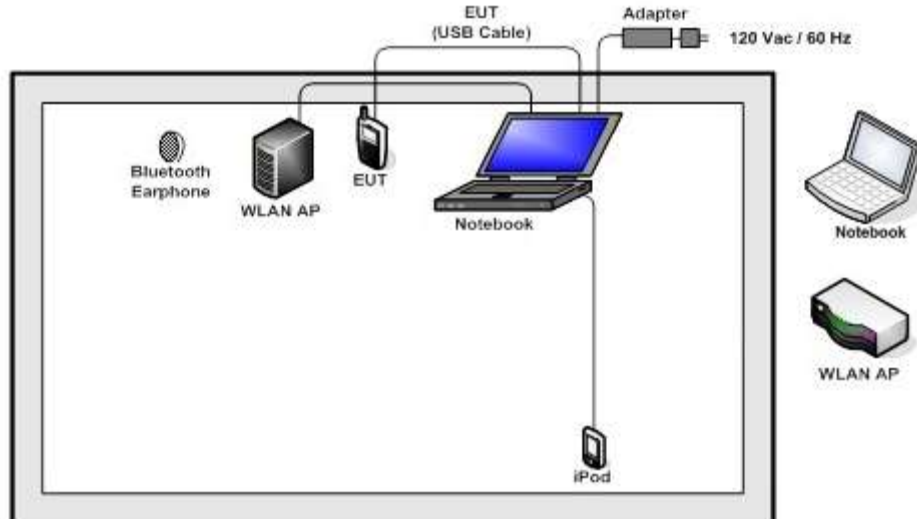 EUT
(USB Cable)
Adapter
120 Vac / 60 Hz
Bluetooth
Earphone
WLAN AP
EUT
Notebook
Notebook
WLAN AP
iPod